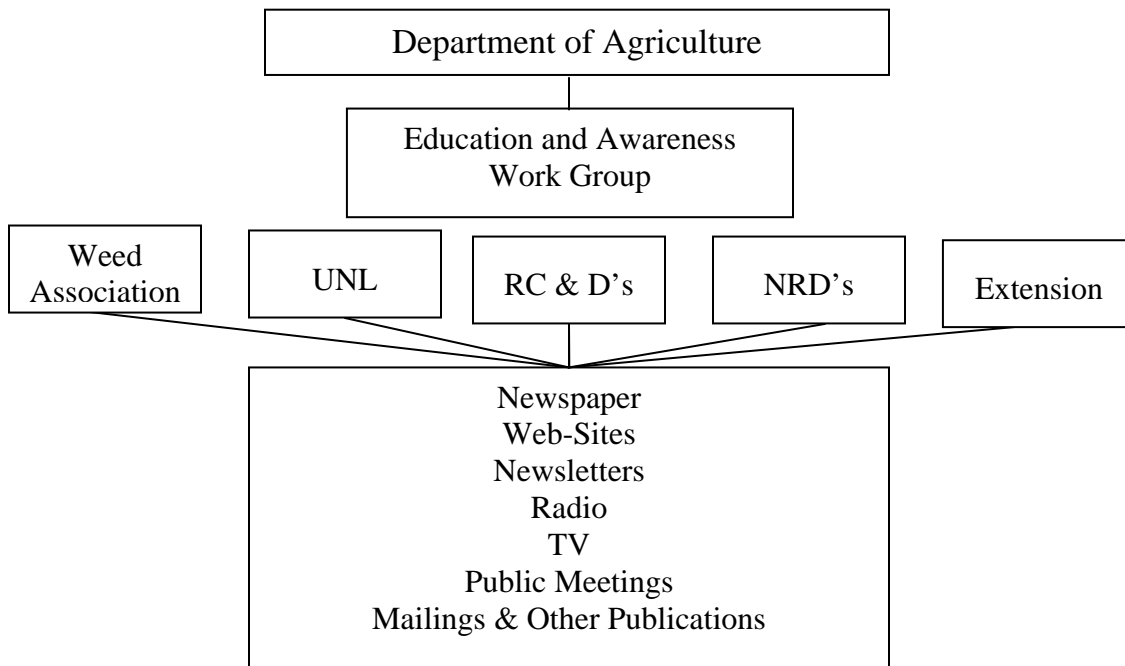 Department of Agriculture
Education and Awareness
Work Group
Weed
Association
UNL
RC & D’s
NRD’s
Extension
Newspaper
Web-Sites
Newsletters
Radio
TV
Public Meetings
Mailings & Other Publications